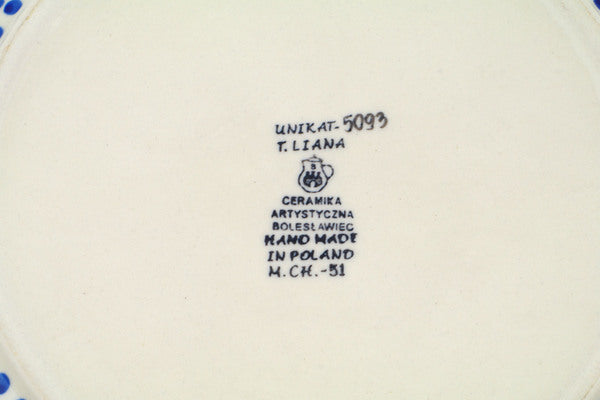 UNIKAT-5093
T. LIANA
B
CERAMIKA
ARTYSTYCZNA
BOLESŁAWIEC
HAND MADE
IN POLAND
M.CH.-51